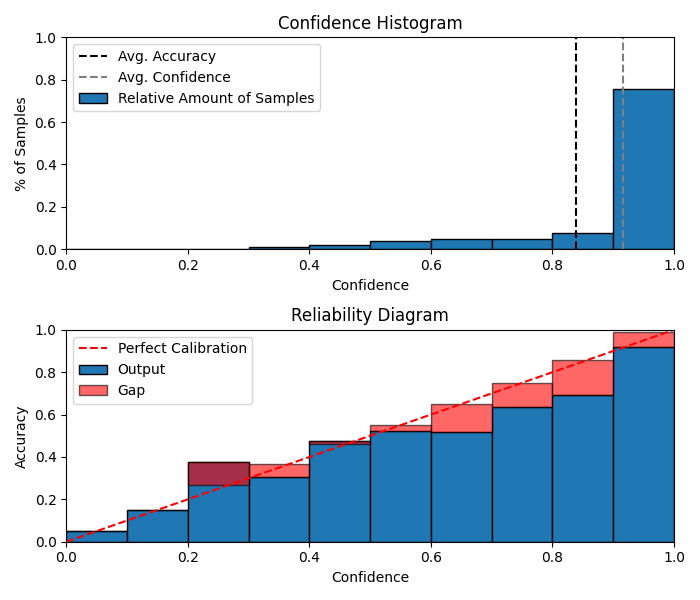 Confidence Histogram
1.0
0.8
0.6
0.4
0.2
0.0
% of Samples
Avg. Accuracy
Avg. Confidence
Relative Amount of Samples
0.0 0.2 0.4 0.6 0.8 1.0
Confidence
Reliability Diagram
1.0
0.8
0.6
0.4
0.2
0.0
Accuracy
Perfect Calibration
Output
Gap
0.0 0.2 0.4 0.6 0.8 1.0
Confidence